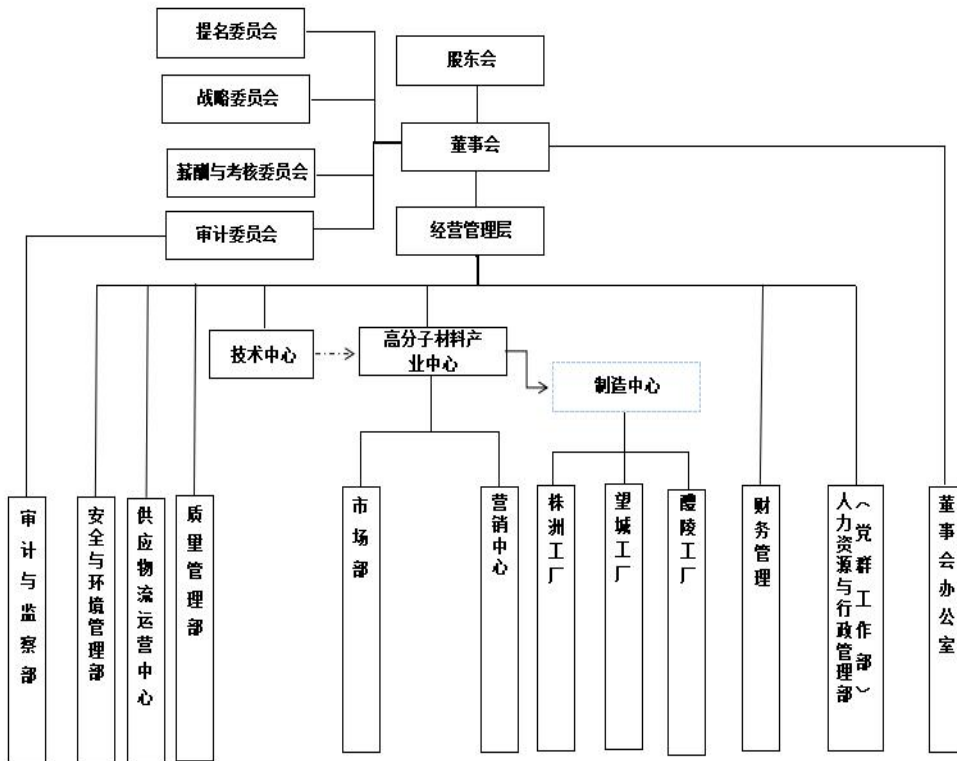 提名委员会
股东会
战略委员会
董事会
薪酬与考核委员会
审计委员会
经营管理层
技术中心
高分子材料产
业中心
制造中心
审计与监察部
安全与环境管理部
供应物流运营中心
质量管理部
市场部
营销中心
株洲工厂
望城工厂
醴陵工厂
财务管理
人力资源与行政管理部
（党群工作部）
董事会办公室